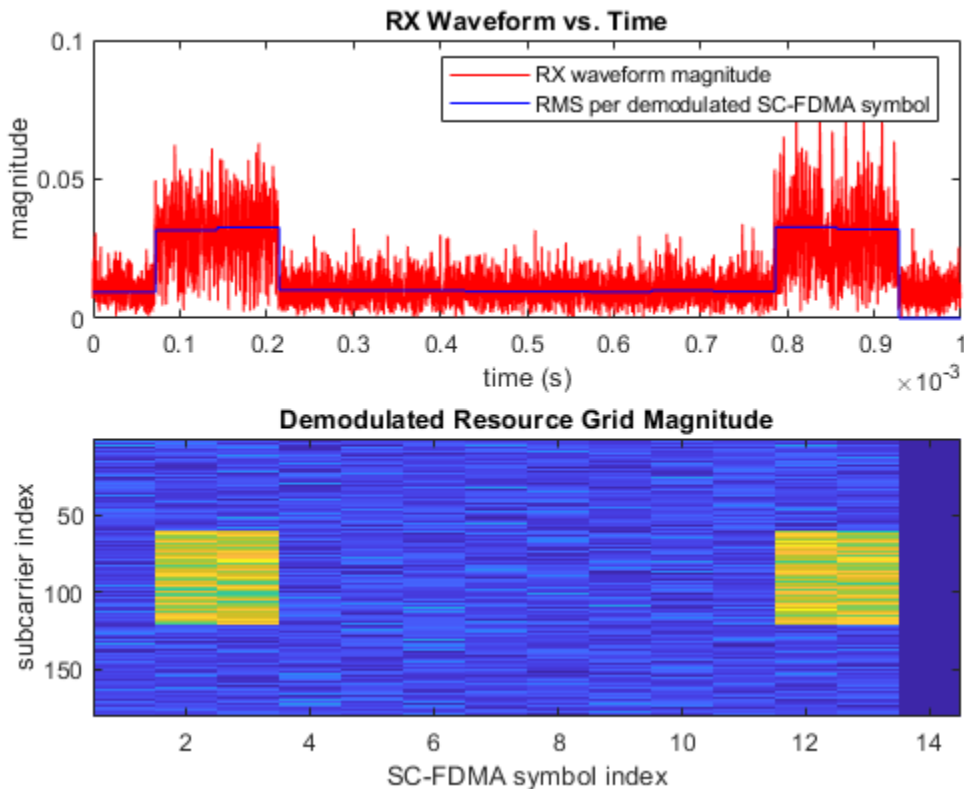 RX Waveform vs. Time
0.1
0.05
0
magnitude
RX waveform magnitude
RMS per demodulated SC-FDMA symbol
0 0.1 0.2 0.3 0.4 0.5 0.6 0.7 0.8 0.9 1
time (s)
×10⁻³
Demodulated Resource Grid Magnitude
50
100
150
subcarrier index
2 4 6 8 10 12 14
SC-FDMA symbol index